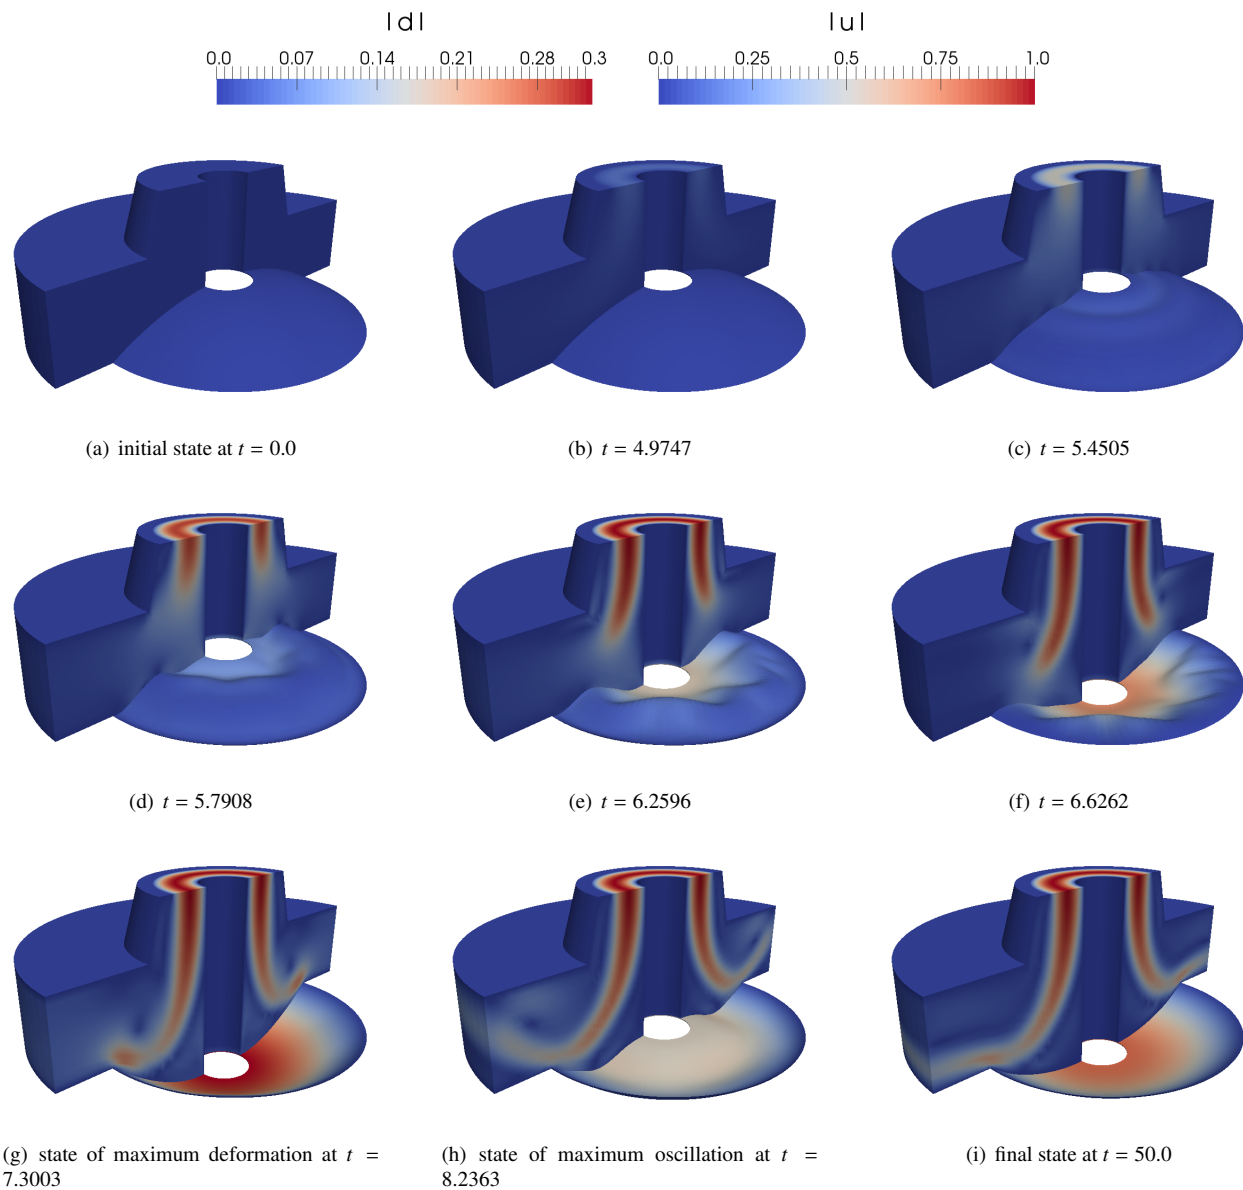 |d| |u|
0.0 0.07 0.14 0.21 0.28 0.3 0.0 0.25 0.5 0.75 1.0
(a) initial state at t = 0.0 (b) t = 4.9747 (c) t = 5.4505
(d) t = 5.7908 (e) t = 6.2596 (f) t = 6.6262
(g) state of maximum deformation at t = 7.3003
(h) state of maximum oscillation at t = 8.2363
(i) final state at t = 50.0